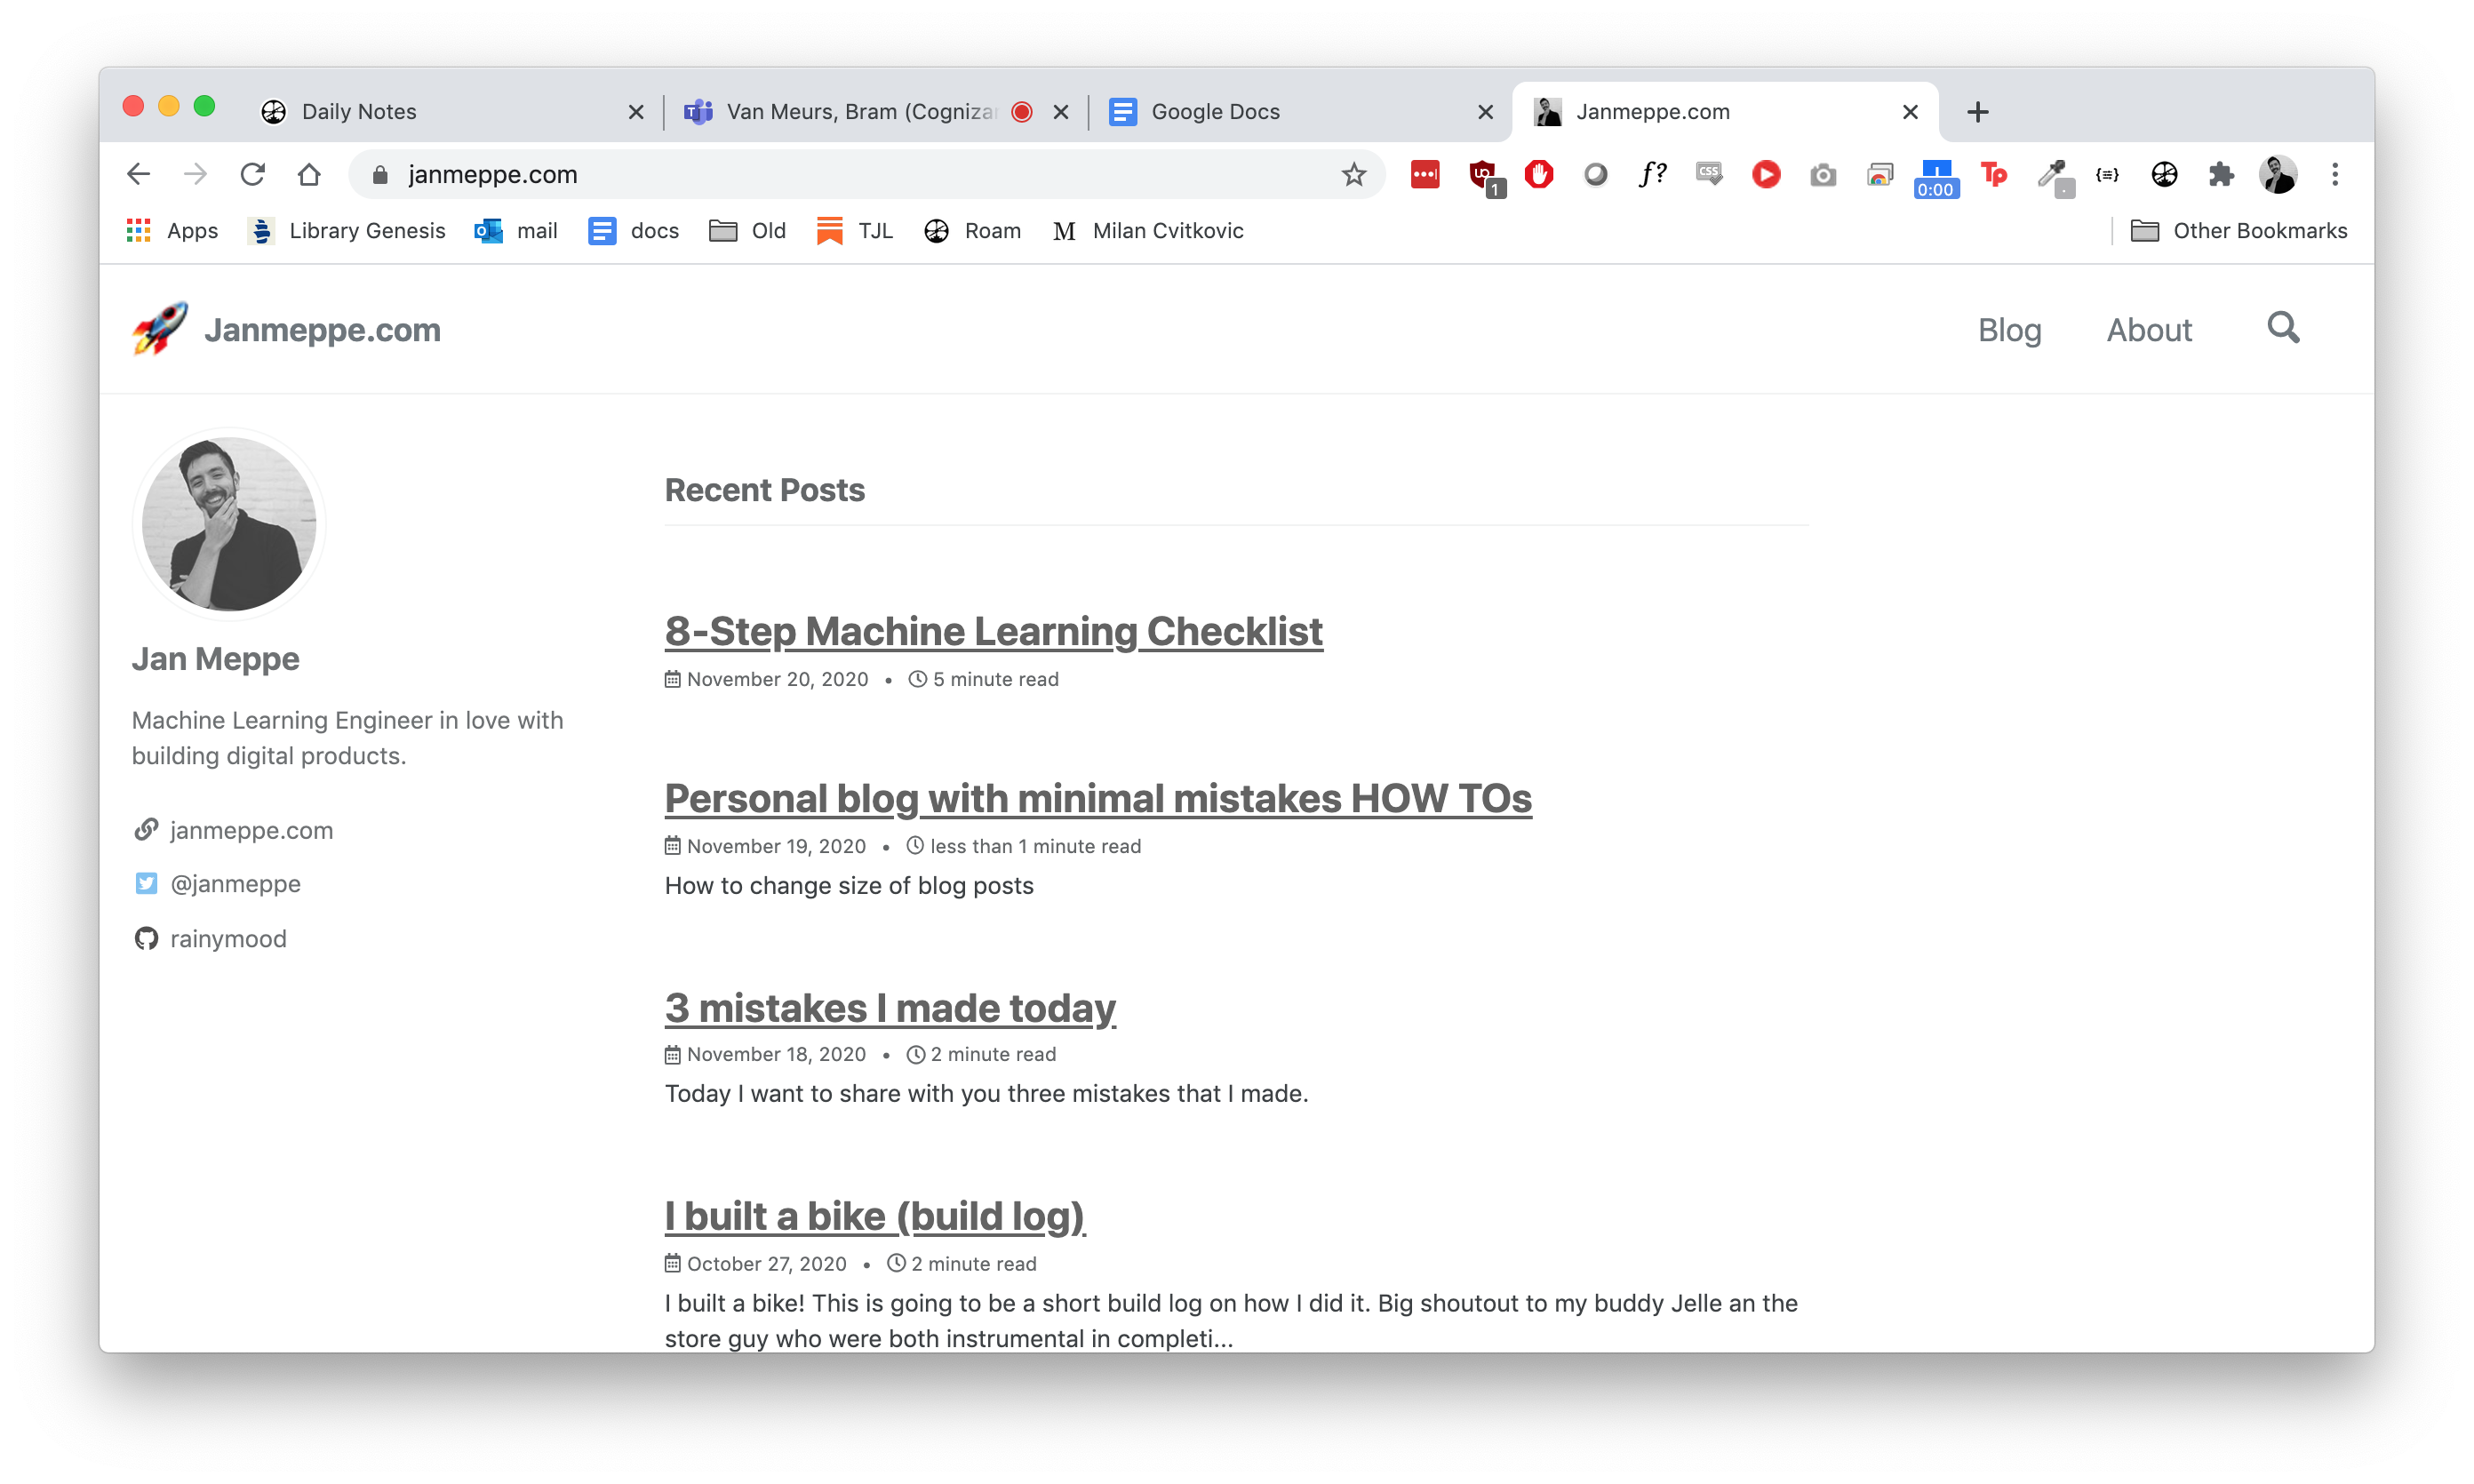 Daily Notes
Van Meurs, Bram (Cogniza
Google Docs
Janmeppe.com
janmeppe.com
1
f?
CSS
0:00
Tp
Apps
Library Genesis
mail
docs
Old
TJL
Roam
M Milan Cvitkovic
Other Bookmarks
Janmeppe.com
Blog
About
Jan Meppe
Machine Learning Engineer in love with
building digital products.
janmeppe.com
@janmeppe
rainymood
Recent Posts
8-Step Machine Learning Checklist
November 20, 2020 • 5 minute read
Personal blog with minimal mistakes HOW TOs
November 19, 2020 • less than 1 minute read
How to change size of blog posts
3 mistakes I made today
November 18, 2020 • 2 minute read
Today I want to share with you three mistakes that I made.
I built a bike (build log)
October 27, 2020 • 2 minute read
I built a bike! This is going to be a short build log on how I did it. Big shoutout to my buddy Jelle an the
store guy who were both instrumental in completi...